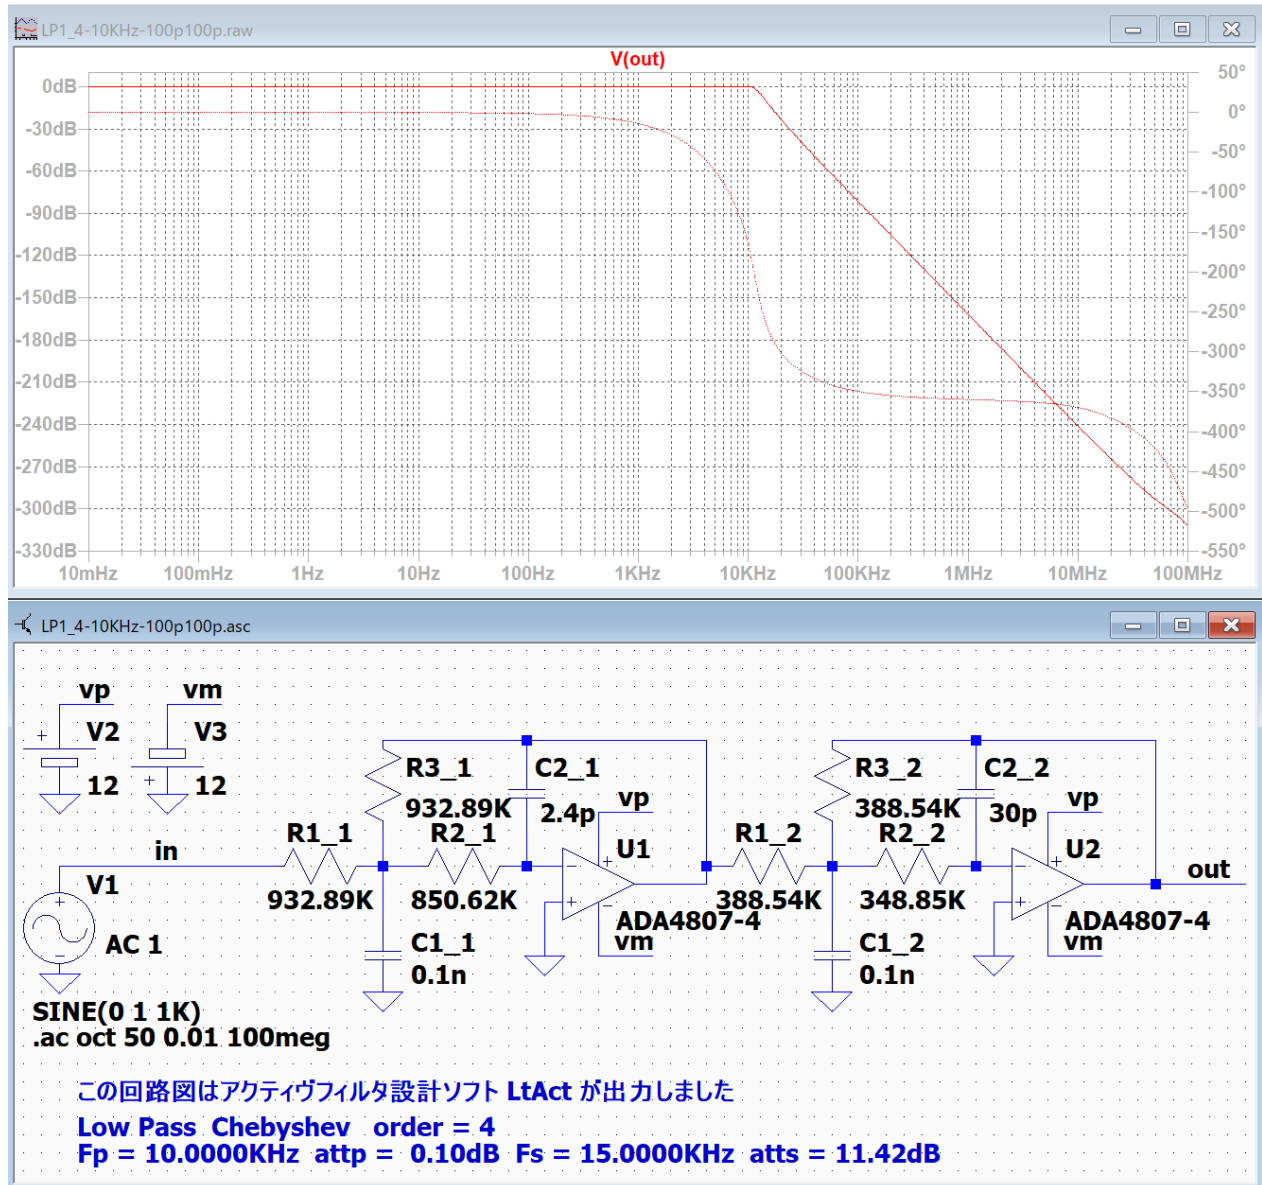 LP1_4-10KHz-100p100p.raw
V(out)
0dB
-30dB
-60dB
-90dB
-120dB
-150dB
-180dB
-210dB
-240dB
-270dB
-300dB
-330dB
50°
0°
-50°
-100°
-150°
-200°
-250°
-300°
-350°
-400°
-450°
-500°
-550°
10mHz 100mHz 1Hz 10Hz 100Hz 1KHz 10KHz 100KHz 1MHz 10MHz 100MHz
LP1_4-10KHz-100p100p.asc
vp vm
V2 V3
12 12
R3_1 C2_1 R3_2 C2_2
932.89K 2.4p vp 388.54K 30p vp
in R1_1 R2_1 U1 R1_2 R2_2 U2 out
V1 932.89K 850.62K ADA4807-4 388.54K 348.85K ADA4807-4
AC 1 C1_1 vm C1_2 vm
0.1n 0.1n
SINE(0 1 1K)
.ac oct 50 0.01 100meg
この回路図はアクティヴフィルタ設計ソフト LtAct が出力しました
Low Pass Chebyshev order = 4
Fp = 10.0000KHz attp = 0.10dB Fs = 15.0000KHz atts = 11.42dB